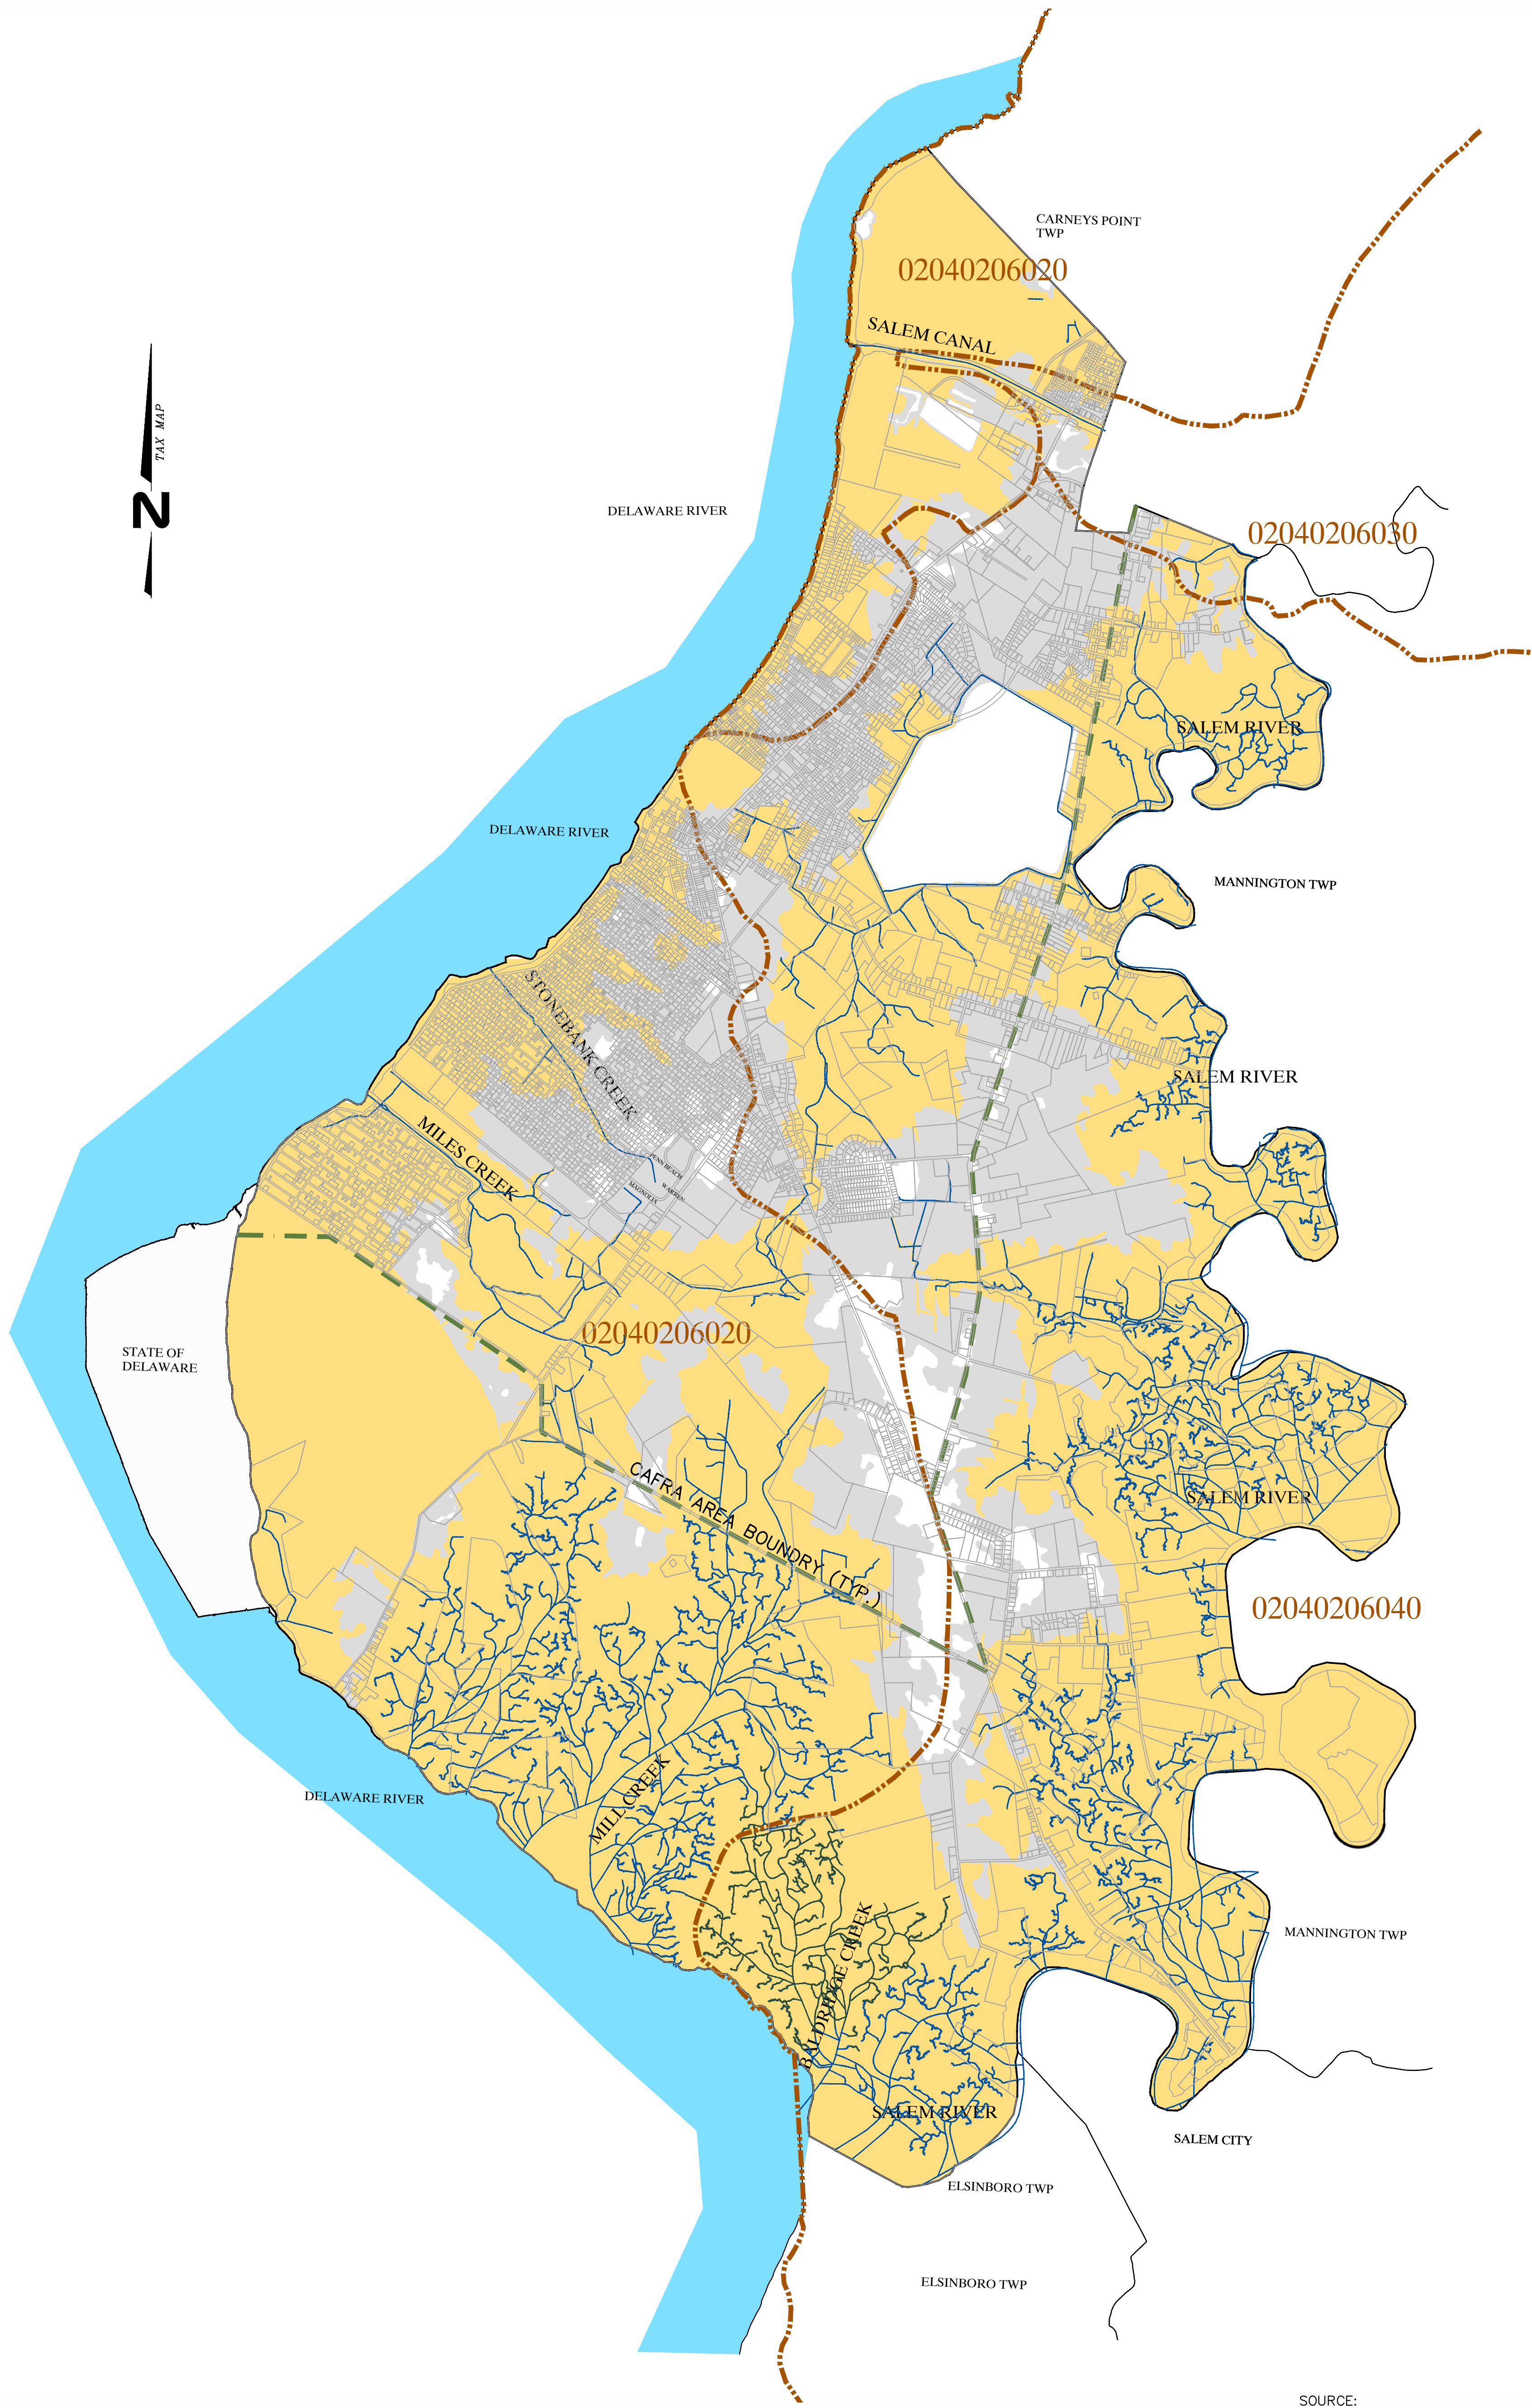 CARNEYS POINT
TWP
02040206020
SALEM CANAL
TAX MAP
N
DELAWARE RIVER
02040206030
SALEM RIVER
DELAWARE RIVER
MANNINGTON TWP
STONEBANK CREEK
SALEM RIVER
MILES CREEK
PENN BEACH
MAGNOLIA
WARREN
02040206020
STATE OF
DELAWARE
CAFRA AREA BOUNDRY (TYP.)
SALEM RIVER
02040206040
DELAWARE RIVER
MILL CREEK
BALDRIDGE CREEK
MANNINGTON TWP
SALEM RIVER
SALEM CITY
ELSINBORO TWP
ELSINBORO TWP
SOURCE: